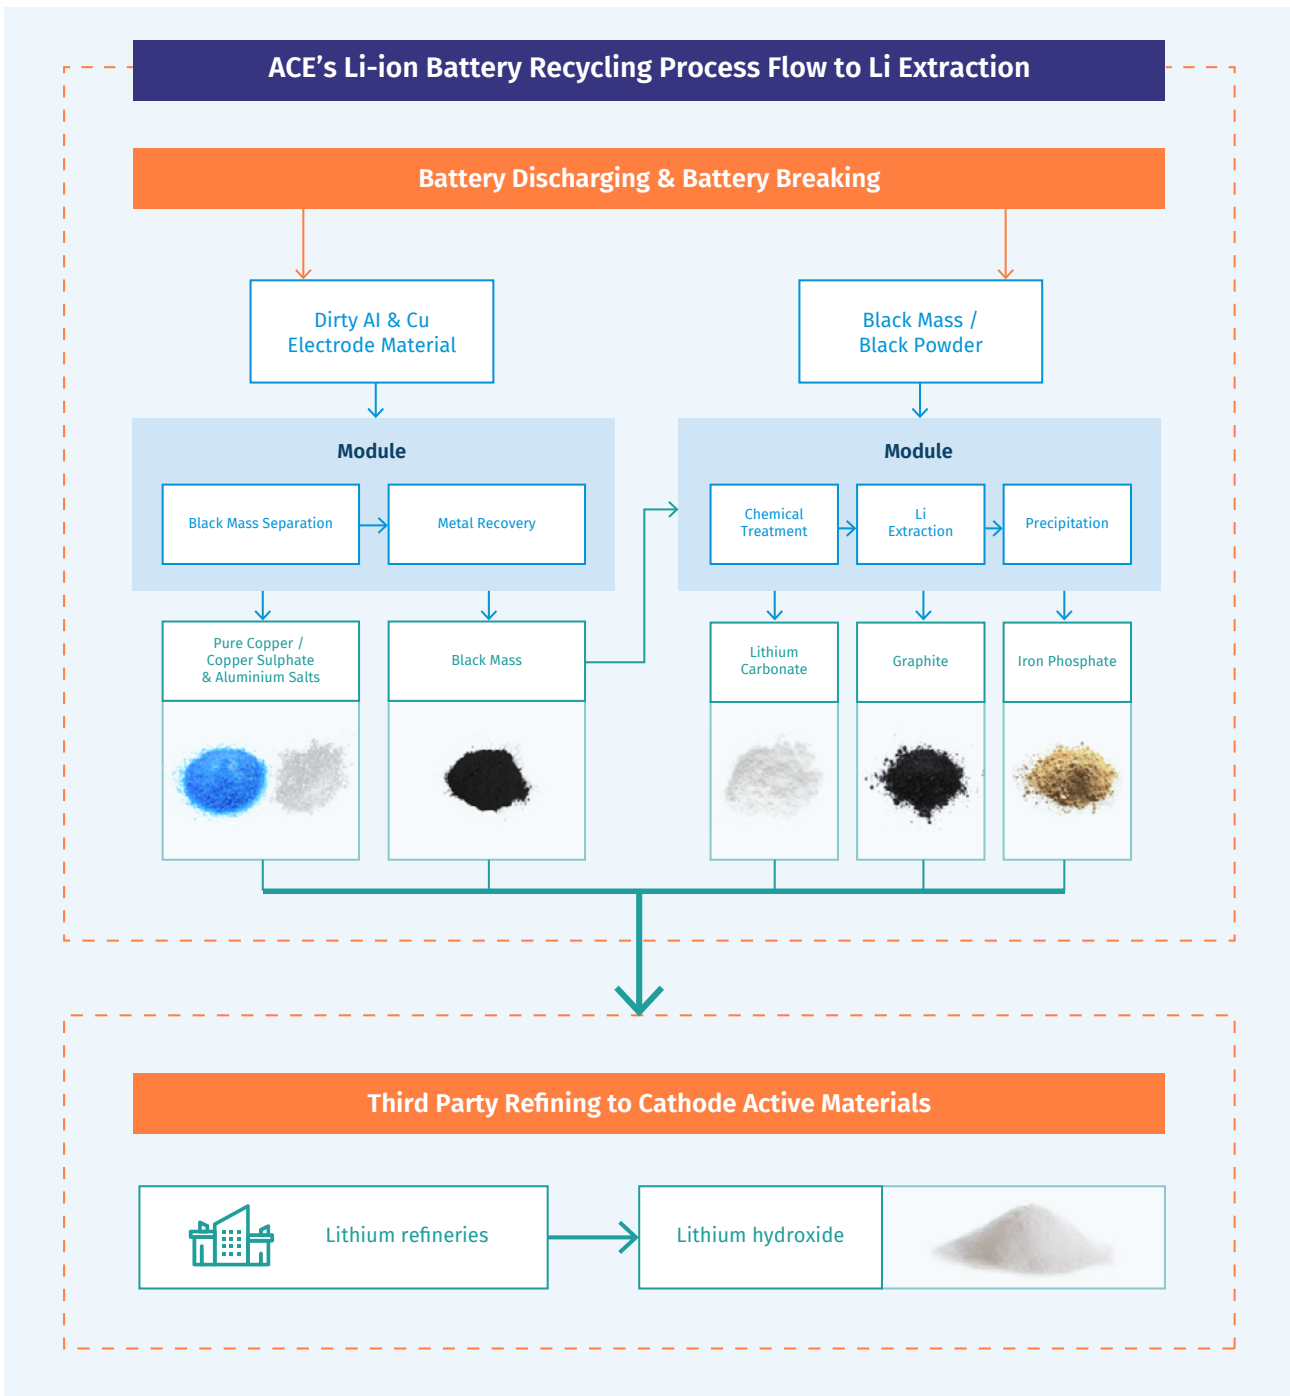 ACE’s Li-ion Battery Recycling Process Flow to Li Extraction
Battery Discharging & Battery Breaking
Dirty AI & Cu
Electrode Material
Black Mass /
Black Powder
Module
Black Mass Separation
Metal Recovery
Module
Chemical
Treatment
Li
Extraction
Precipitation
Pure Copper /
Copper Sulphate
& Aluminium Salts
Black Mass
Lithium
Carbonate
Graphite
Iron Phosphate
Third Party Refining to Cathode Active Materials
Lithium refineries
Lithium hydroxide